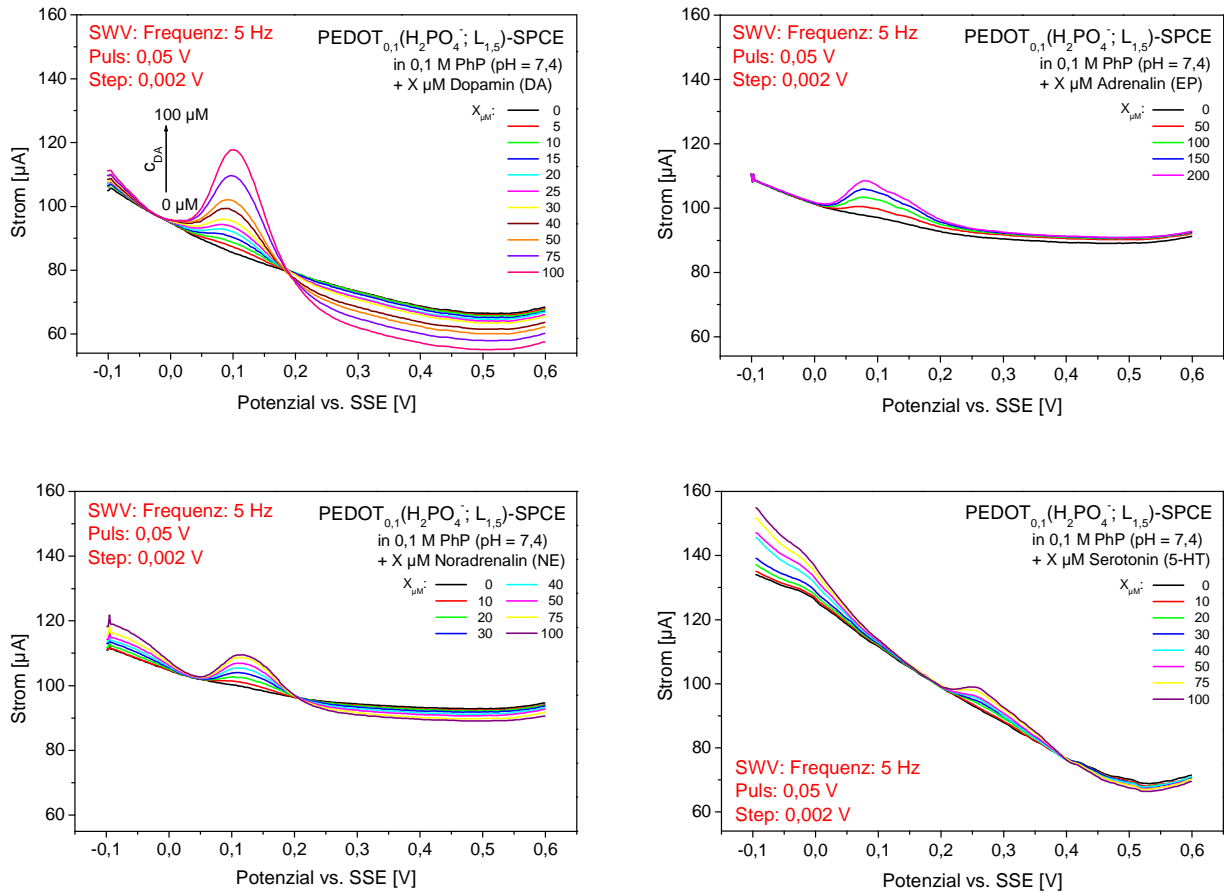 SWV: Frequenz: 5 Hz
Puls: 0,05 V
Step: 0,002 V
PEDOT0,1(H2PO4-; L1,5)-SPCE
in 0,1 M PhP (pH = 7,4)
+ X µM Dopamin (DA)
XµM:
0
5
10
15
20
25
30
40
50
75
100
100 µM
cDA
0 µM
160
140
120
100
80
60
Strom [µA]
-0,1 0,0 0,1 0,2 0,3 0,4 0,5 0,6
Potenzial vs. SSE [V]
SWV: Frequenz: 5 Hz
Puls: 0,05 V
Step: 0,002 V
PEDOT0,1(H2PO4-; L1,5)-SPCE
in 0,1 M PhP (pH = 7,4)
+ X µM Adrenalin (EP)
XµM:
0
50
100
150
200
160
140
120
100
80
60
Strom [µA]
-0,1 0,0 0,1 0,2 0,3 0,4 0,5 0,6
Potenzial vs. SSE [V]
SWV: Frequenz: 5 Hz
Puls: 0,05 V
Step: 0,002 V
PEDOT0,1(H2PO4-; L1,5)-SPCE
in 0,1 M PhP (pH = 7,4)
+ X µM Noradrenalin (NE)
XµM:
0 40
10 50
20 75
30 100
160
140
120
100
80
60
Strom [µA]
-0,1 0,0 0,1 0,2 0,3 0,4 0,5 0,6
Potenzial vs. SSE [V]
PEDOT0,1(H2PO4-; L1,5)-SPCE
in 0,1 M PhP (pH = 7,4)
+ X µM Serotonin (5-HT)
XµM:
0
10
20
30
40
50
75
100
SWV: Frequenz: 5 Hz
Puls: 0,05 V
Step: 0,002 V
160
140
120
100
80
60
Strom [µA]
-0,1 0,0 0,1 0,2 0,3 0,4 0,5 0,6
Potenzial vs. SSE [V]